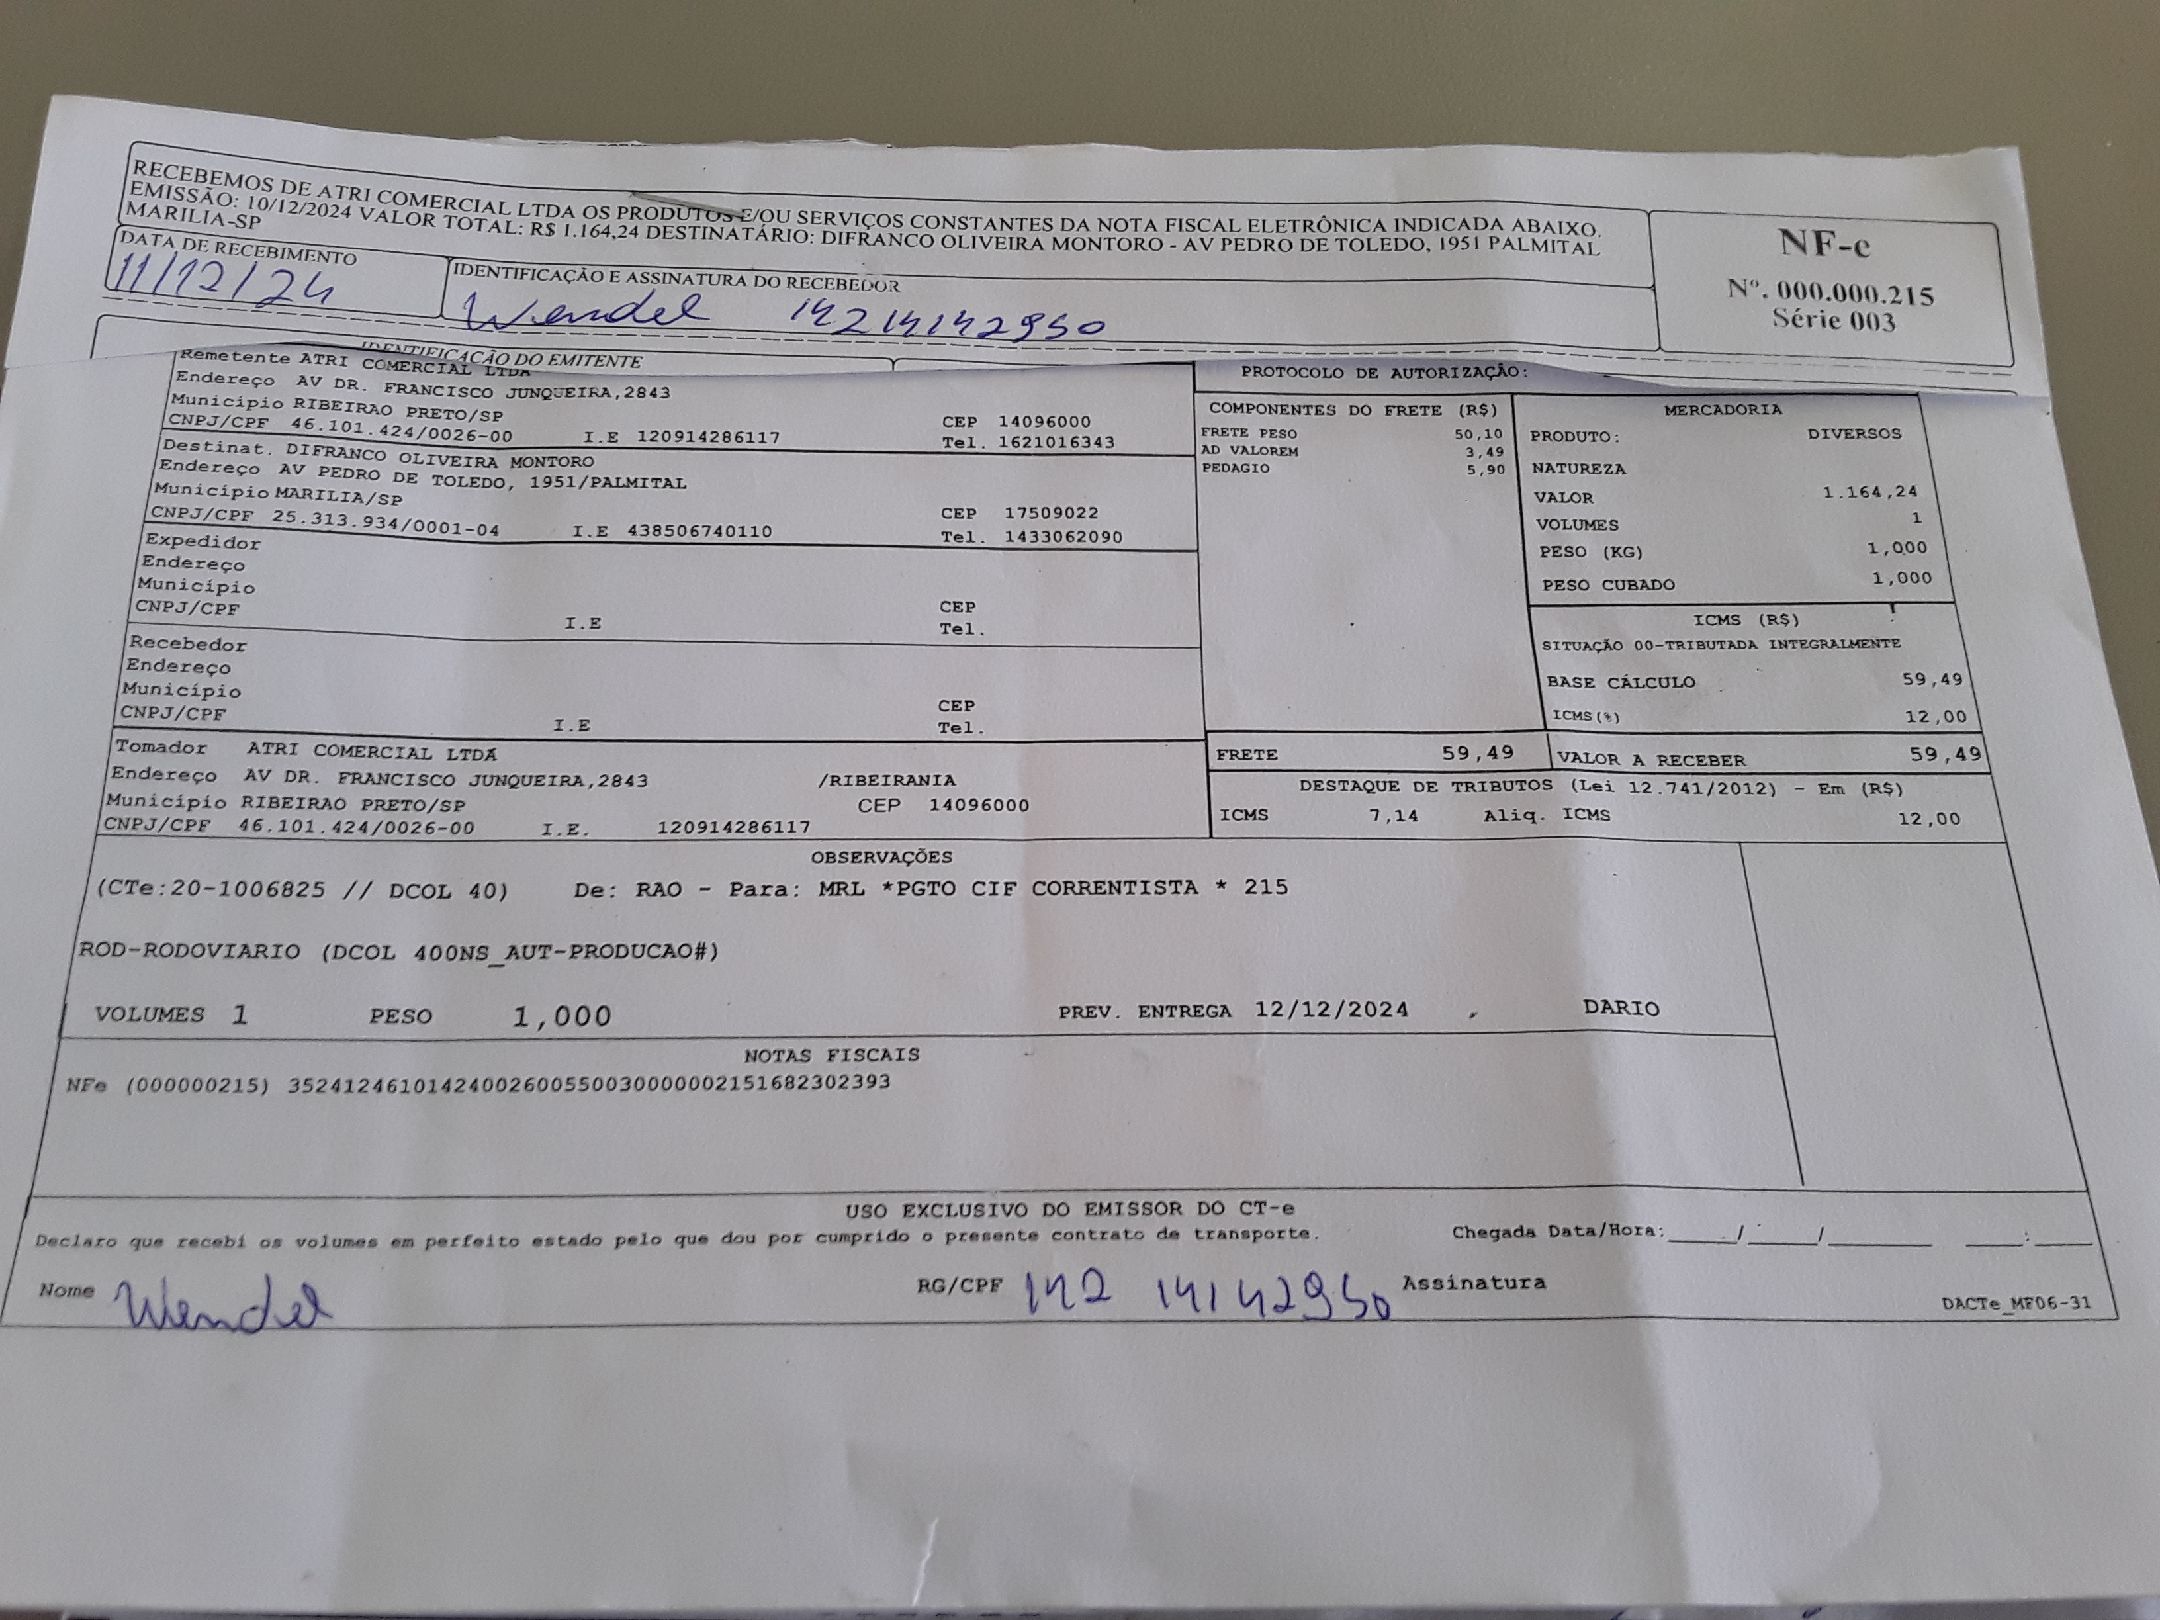 RECEBEMOS DE ATRI COMERCIAL LTDA OS PRODUTOS E/OU SERVIÇOS CONSTANTES DA NOTA FISCAL ELETRÔNICA INDICADA ABAIXO.
EMISSÃO: 10/12/2024 VALOR TOTAL: R$ 1.164,24 DESTINATÁRIO: DIFRANCO OLIVEIRA MONTORO - AV PEDRO DE TOLEDO, 1951 PALMITAL
MARILIA-SP
NF-e
Nº. 000.000.215
Série 003
DATA DE RECEBIMENTO
11/12/24
IDENTIFICAÇÃO E ASSINATURA DO RECEBEDOR
Wendel 14214142950
IDENTIFICAÇÃO DO EMITENTE
Remetente ATRI COMERCIAL LTDA
Endereço AV DR. FRANCISCO JUNQUEIRA,2843
Município RIBEIRAO PRETO/SP CEP 14096000
CNPJ/CPF 46.101.424/0026-00 I.E 120914286117 Tel. 1621016343
Destinat. DIFRANCO OLIVEIRA MONTORO
Endereço AV PEDRO DE TOLEDO, 1951/PALMITAL
Município MARILIA/SP CEP 17509022
CNPJ/CPF 25.313.934/0001-04 I.E 438506740110 Tel. 1433062090
Expedidor
Endereço
Município CEP
CNPJ/CPF I.E Tel.
Recebedor
Endereço
Município CEP
CNPJ/CPF I.E Tel.
Tomador ATRI COMERCIAL LTDA
Endereço AV DR. FRANCISCO JUNQUEIRA,2843 /RIBEIRANIA
Município RIBEIRAO PRETO/SP CEP 14096000
CNPJ/CPF 46.101.424/0026-00 I.E. 120914286117
PROTOCOLO DE AUTORIZAÇÃO:
COMPONENTES DO FRETE (R$)
FRETE PESO 50,10
AD VALOREM 3,49
PEDAGIO 5,90
MERCADORIA
PRODUTO: DIVERSOS
NATUREZA
VALOR 1.164,24
VOLUMES 1
PESO (KG) 1,000
PESO CUBADO 1,000
ICMS (R$)
SITUAÇÃO 00-TRIBUTADA INTEGRALMENTE
BASE CÁLCULO 59,49
ICMS(%) 12,00
FRETE 59,49 VALOR A RECEBER 59,49
DESTAQUE DE TRIBUTOS (Lei 12.741/2012) - Em (R$)
ICMS 7,14 Aliq. ICMS 12,00
OBSERVAÇÕES
(CTe:20-1006825 // DCOL 40) De: RAO - Para: MRL *PGTO CIF CORRENTISTA * 215
ROD-RODOVIARIO (DCOL 400NS_AUT-PRODUCAO#)
VOLUMES 1 PESO 1,000 PREV. ENTREGA 12/12/2024 DARIO
NOTAS FISCAIS
NFe (000000215) 35241246101424002600550030000002151682302393
USO EXCLUSIVO DO EMISSOR DO CT-e
Declaro que recebi os volumes em perfeito estado pelo que dou por cumprido o presente contrato de transporte. Chegada Data/Hora:____/____/______ ___:___
Nome Wendel RG/CPF 142 14142950 Assinatura
DACTe_MF06-31